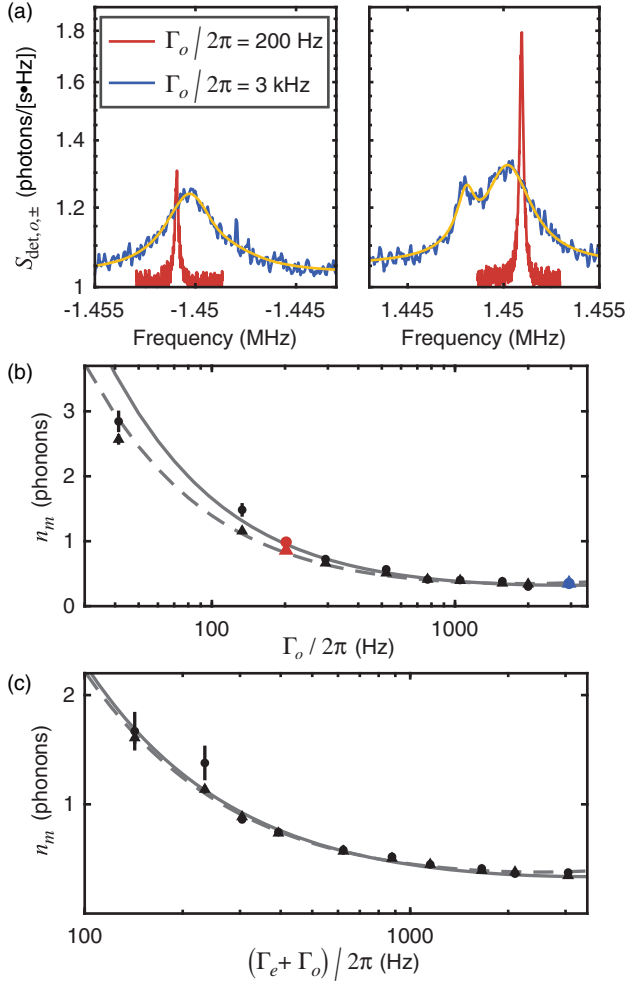 (a)
Γo / 2π = 200 Hz
Γo / 2π = 3 kHz
S det, o, ± (photons/[s•Hz])
1.8
1.6
1.4
1.2
1
-1.455 -1.45 -1.445
Frequency (MHz)
1.445 1.45 1.455
Frequency (MHz)
(b)
nm (phonons)
3
2
1
0
100 1000
Γo / 2π (Hz)
(c)
nm (phonons)
2
1
100 1000
(Γe + Γo) / 2π (Hz)